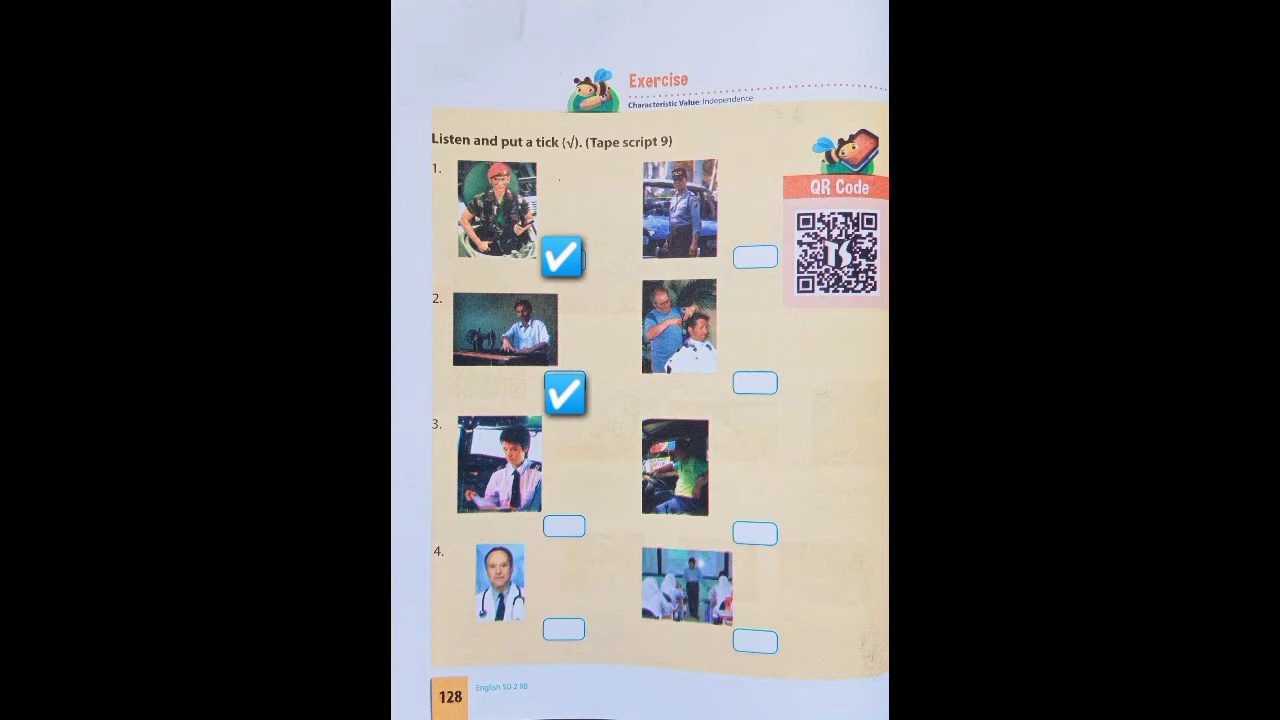 Exercise
Characteristic Value: Independence
Listen and put a tick (√). (Tape script 9)
QR Code
1.
2.
3.
4.
128
English SD 2 RB